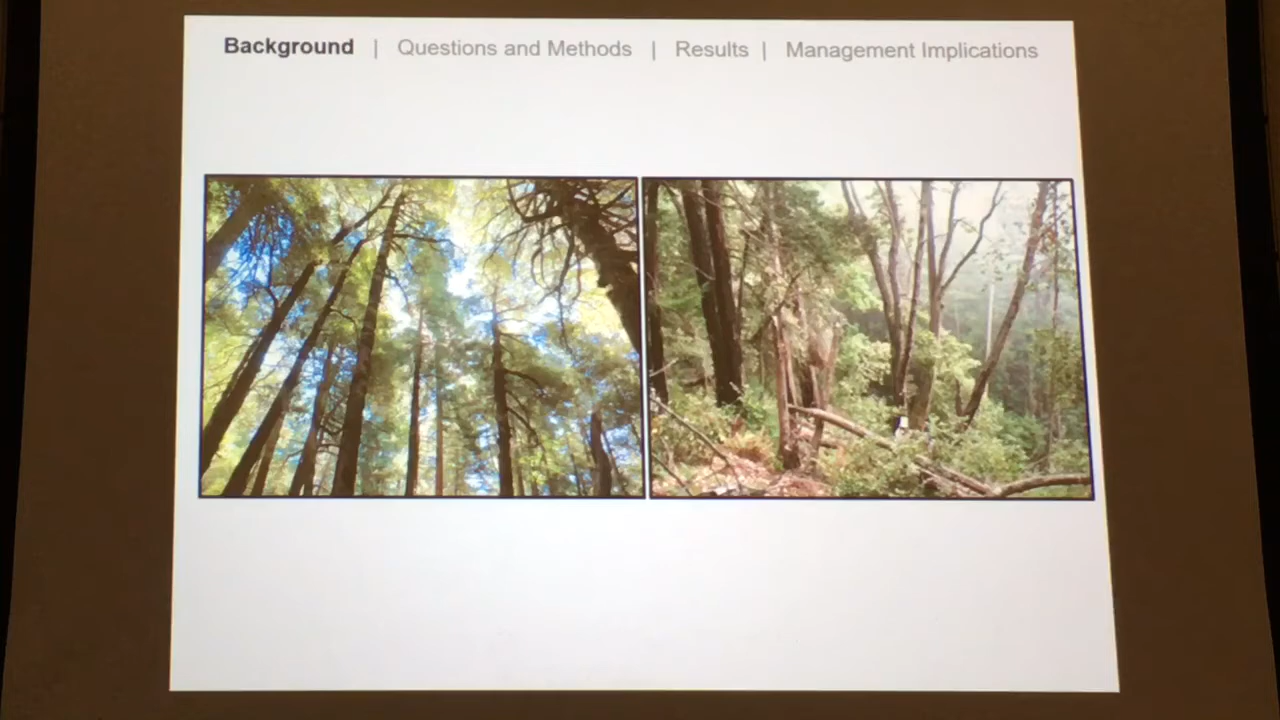 Background | Questions and Methods | Results | Management Implications